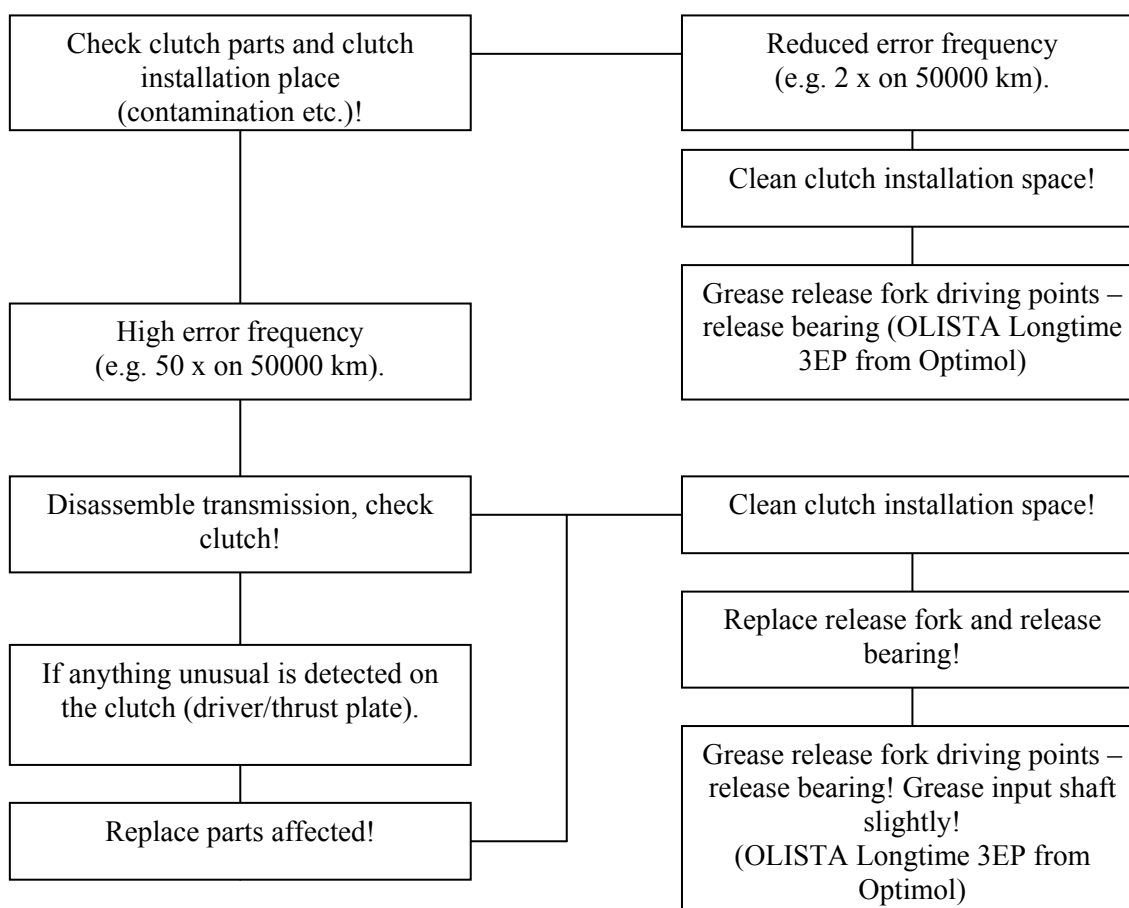 Check clutch parts and clutch
installation place
(contamination etc.)!
Reduced error frequency
(e.g. 2 x on 50000 km).
Clean clutch installation space!
Grease release fork driving points –
release bearing (OLISTA Longtime
3EP from Optimol)
High error frequency
(e.g. 50 x on 50000 km).
Disassemble transmission, check
clutch!
Clean clutch installation space!
Replace release fork and release
bearing!
If anything unusual is detected on
the clutch (driver/thrust plate).
Grease release fork driving points –
release bearing! Grease input shaft
slightly!
(OLISTA Longtime 3EP from
Optimol)
Replace parts affected!